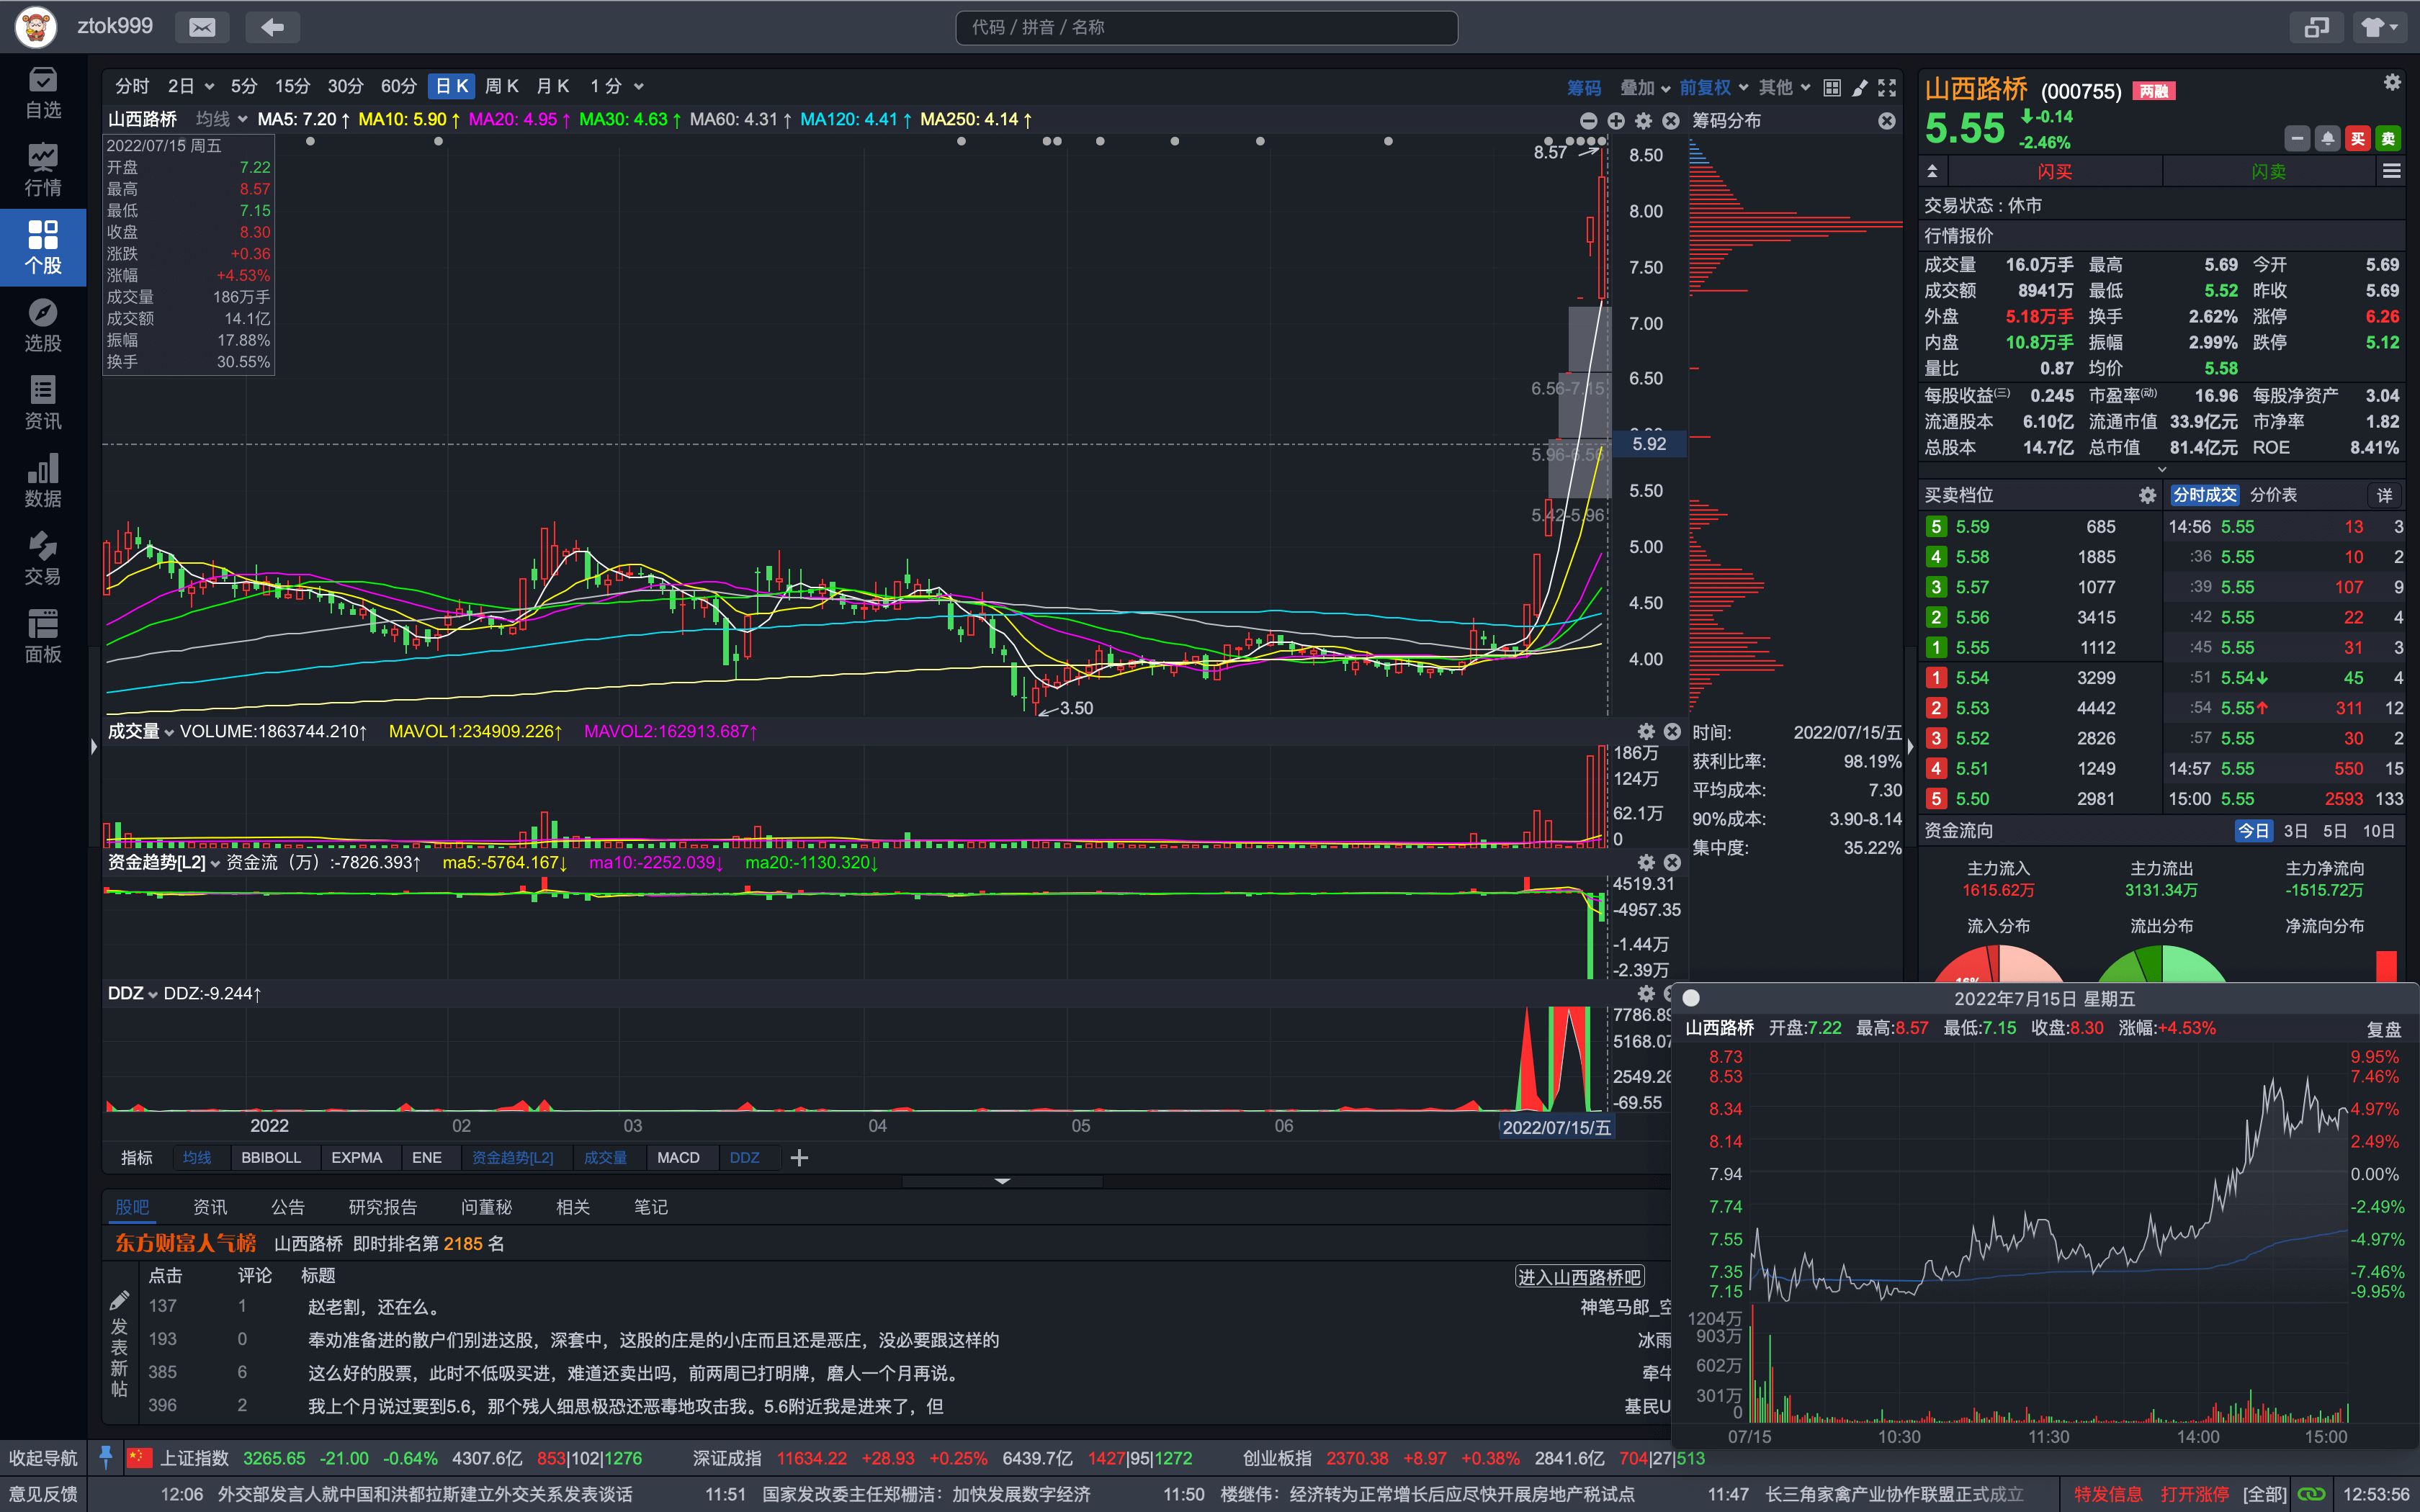 ztok999
代码 / 拼音 / 名称
自选
行情
个股
选股
资讯
数据
交易
面板
分时 2日 5分 15分 30分 60分 日K 周K 月K 1分
筹码 叠加 前复权 其他
山西路桥 均线 MA5: 7.20↑ MA10: 5.90↑ MA20: 4.95↑ MA30: 4.63↑ MA60: 4.31↑ MA120: 4.41↑ MA250: 4.14↑
筹码分布
2022/07/15 周五
开盘 7.22
最高 8.57
最低 7.15
收盘 8.30
涨跌 +0.36
涨幅 +4.53%
成交量 186万手
成交额 14.1亿
振幅 17.88%
换手 30.55%
8.57
6.56-7.15
5.96-6.56
5.42-5.96
3.50
8.50
8.00
7.50
7.00
6.50
5.92
5.50
5.00
4.50
4.00
成交量 VOLUME:1863744.210↑ MAVOL1:234909.226↑ MAVOL2:162913.687↑
186万
124万
62.1万
0
时间: 2022/07/15/五
获利比率: 98.19%
平均成本: 7.30
90%成本: 3.90-8.14
集中度: 35.22%
资金趋势[L2] 资金流（万）:-7826.393↑ ma5:-5764.167↓ ma10:-2252.039↓ ma20:-1130.320↓
4519.31
-4957.35
-1.44万
-2.39万
DDZ DDZ:-9.244↑
7786.89
5168.07
2549.26
-69.55
2022 02 03 04 05 06 2022/07/15/五
指标 均线 BBIBOLL EXPMA ENE 资金趋势[L2] 成交量 MACD DDZ
股吧 资讯 公告 研究报告 问董秘 相关 笔记
东方财富人气榜 山西路桥 即时排名第 2185 名
点击 评论 标题
进入山西路桥吧
发表新帖
137 1 赵老割，还在么。 神笔马郎_空
193 0 奉劝准备进的散户们别进这股，深套中，这股的庄是的小庄而且还是恶庄，没必要跟这样的 冰雨
385 6 这么好的股票，此时不低吸买进，难道还卖出吗，前两周已打明牌，磨人一个月再说。 牵牛
396 2 我上个月说过要到5.6，那个残人细思极恐还恶毒地攻击我。5.6附近我是进来了，但 基民U
山西路桥 (000755) 两融
5.55 -0.14
-2.46%
买 卖
闪买 闪卖
交易状态 : 休市
行情报价
成交量 16.0万手 最高 5.69 今开 5.69
成交额 8941万 最低 5.52 昨收 5.69
外盘 5.18万手 换手 2.62% 涨停 6.26
内盘 10.8万手 振幅 2.99% 跌停 5.12
量比 0.87 均价 5.58
每股收益(三) 0.245 市盈率(动) 16.96 每股净资产 3.04
流通股本 6.10亿 流通市值 33.9亿元 市净率 1.82
总股本 14.7亿 总市值 81.4亿元 ROE 8.41%
买卖档位 分时成交 分价表 详
5 5.59 685 14:56 5.55 13 3
4 5.58 1885 :36 5.55 10 2
3 5.57 1077 :39 5.55 107 9
2 5.56 3415 :42 5.55 22 4
1 5.55 1112 :45 5.55 31 3
1 5.54 3299 :51 5.54↓ 45 4
2 5.53 4442 :54 5.55↑ 311 12
3 5.52 2826 :57 5.55 30 2
4 5.51 1249 14:57 5.55 550 15
5 5.50 2981 15:00 5.55 2593 133
资金流向 今日 3日 5日 10日
主力流入 主力流出 主力净流向
1615.62万 3131.34万 -1515.72万
流入分布 流出分布 净流向分布
2022年7月15日 星期五
山西路桥 开盘:7.22 最高:8.57 最低:7.15 收盘:8.30 涨幅:+4.53% 复盘
8.73 9.95%
8.53 7.46%
8.34 4.97%
8.14 2.49%
7.94 0.00%
7.74 -2.49%
7.55 -4.97%
7.35 -7.46%
7.15 -9.95%
1204万
903万
602万
301万
0
07/15 10:30 11:30 14:00 15:00
收起导航 上证指数 3265.65 -21.00 -0.64% 4307.6亿 853|102|1276 深证成指 11634.22 +28.93 +0.25% 6439.7亿 1427|95|1272 创业板指 2370.38 +8.97 +0.38% 2841.6亿 704|27|513
意见反馈 12:06 外交部发言人就中国和洪都拉斯建立外交关系发表谈话 11:51 国家发改委主任郑栅洁：加快发展数字经济 11:50 楼继伟：经济转为正常增长后应尽快开展房地产税试点 11:47 长三角家禽产业协作联盟正式成立 特发信息 打开涨停 [全部] 12:53:56